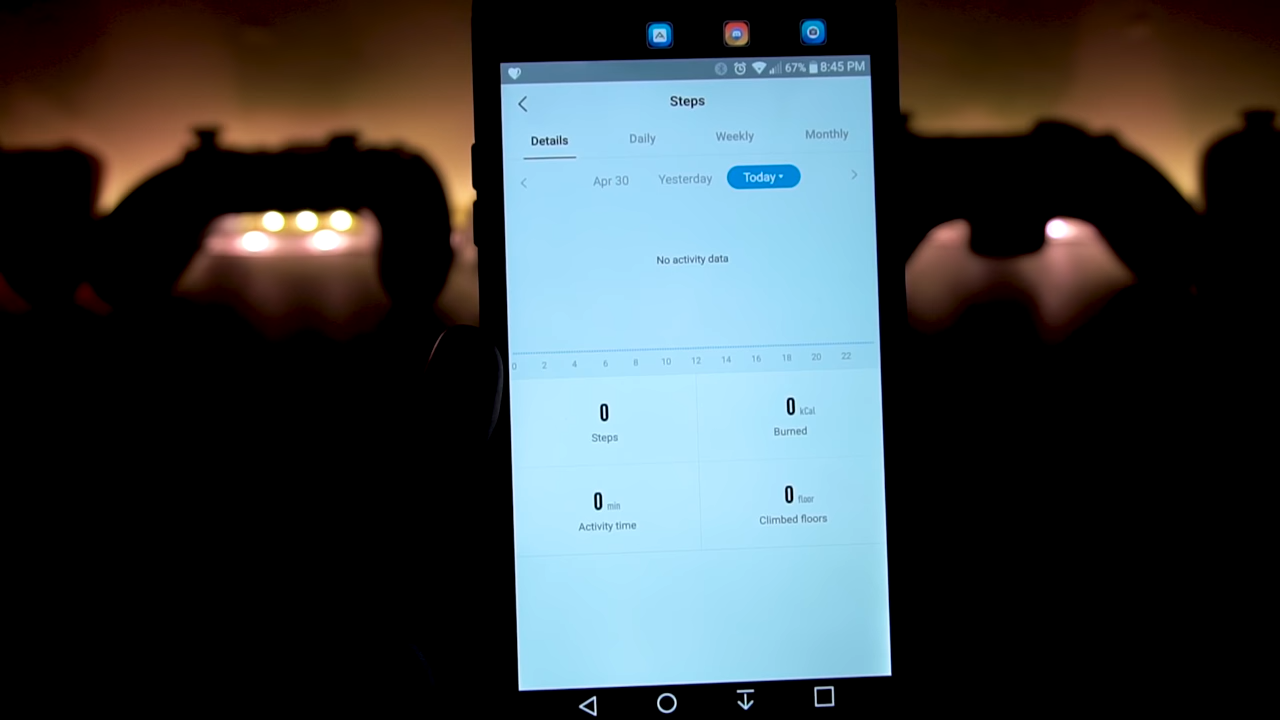 67% 8:45 PM
Steps
Details Daily Weekly Monthly
Apr 30 Yesterday Today
No activity data
0 2 4 6 8 10 12 14 16 18 20 22
0 0 kCal
Steps Burned
0 min 0 floor
Activity time Climbed floors